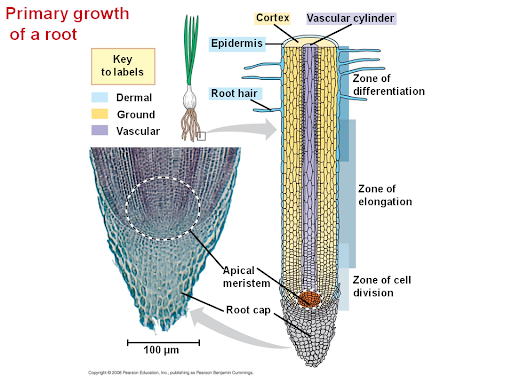 Primary growth
of a root
Cortex
Vascular cylinder
Epidermis
Key
to labels
Zone of
differentiation
Root hair
Dermal
Ground
Vascular
Zone of
elongation
Apical
meristem
Zone of cell
division
Root cap
100 µm
Copyright © 2008 Pearson Education, Inc., publishing as Pearson Benjamin Cummings.